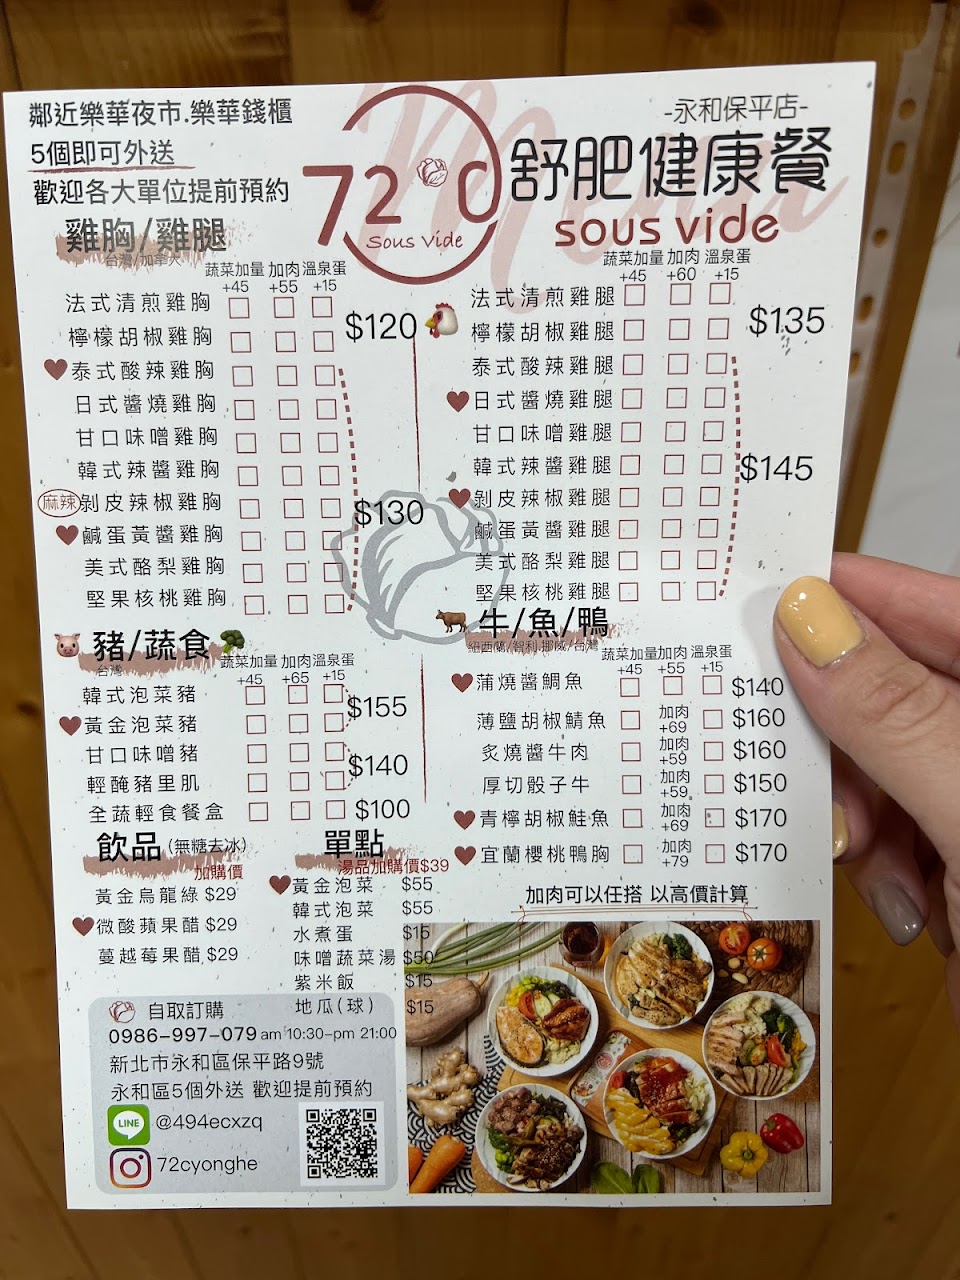 鄰近樂華夜市.樂華錢櫃
5個即可外送
歡迎各大單位提前預約
72°C
Sous Vide
Menu
-永和保平店-
舒肥健康餐
sous vide
雞胸/雞腿
台灣/加拿大
蔬菜加量 加肉 溫泉蛋
+45 +55 +15
法式清煎雞胸
檸檬胡椒雞胸
$120
泰式酸辣雞胸
日式醬燒雞胸
甘口味噌雞胸
韓式辣醬雞胸
麻辣 剝皮辣椒雞胸
鹹蛋黃醬雞胸
美式酪梨雞胸
堅果核桃雞胸
$130
蔬菜加量 加肉 溫泉蛋
+45 +60 +15
法式清煎雞腿
檸檬胡椒雞腿
$135
泰式酸辣雞腿
日式醬燒雞腿
甘口味噌雞腿
韓式辣醬雞腿
剝皮辣椒雞腿
鹹蛋黃醬雞腿
美式酪梨雞腿
堅果核桃雞腿
$145
豬/蔬食
台灣
蔬菜加量 加肉 溫泉蛋
+45 +65 +15
韓式泡菜豬
黃金泡菜豬
$155
甘口味噌豬
輕醃豬里肌
$140
全蔬輕食餐盒 $100
牛/魚/鴨
紐西蘭/智利.挪威/台灣
蔬菜加量 加肉 溫泉蛋
+45 +55 +15
蒲燒醬鯛魚 $140
薄鹽胡椒鯖魚 加肉 +69 $160
炙燒醬牛肉 加肉 +59 $160
厚切骰子牛 加肉 +59 $150
青檸胡椒鮭魚 加肉 +69 $170
宜蘭櫻桃鴨胸 加肉 +79 $170
加肉可以任搭 以高價計算
飲品 (無糖去冰)
加購價
黃金烏龍綠 $29
微酸蘋果醋 $29
蔓越莓果醋 $29
單點
湯品加購價$39
黃金泡菜 $55
韓式泡菜 $55
水煮蛋 $15
味噌蔬菜湯 $50
紫米飯 $15
地瓜(球) $15
自取訂購
0986-997-079 am 10:30-pm 21:00
新北市永和區保平路9號
永和區5個外送 歡迎提前預約
LINE @494ecxzq
72cyonghe